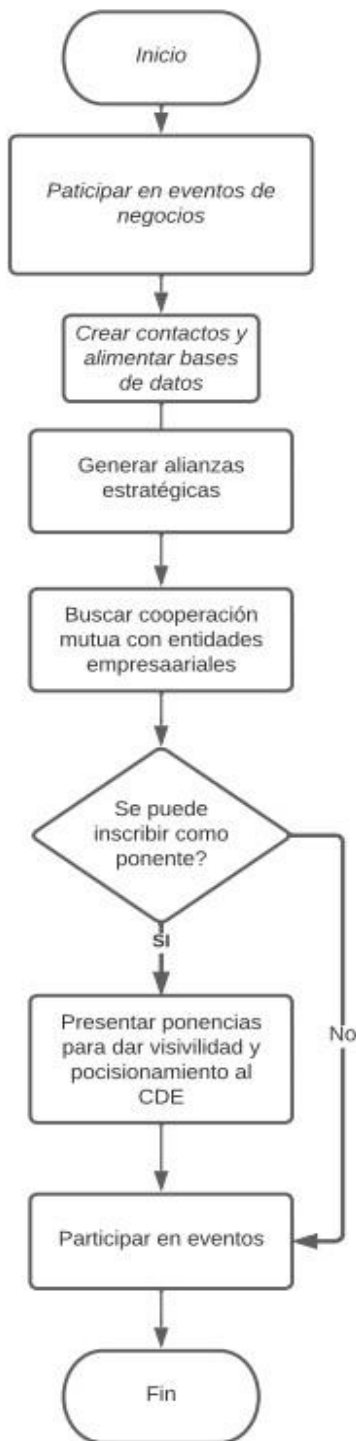 Inicio
Paticipar en eventos de
negocios
Crear contactos y
alimentar bases
de datos
Generar alianzas
estratégicas
Buscar cooperación
mutua con entidades
empresaariales
Se puede
inscribir como
ponente?
SI
Presentar ponencias
para dar visivilidad y
pocisionamiento al
CDE
No
Participar en eventos
Fin